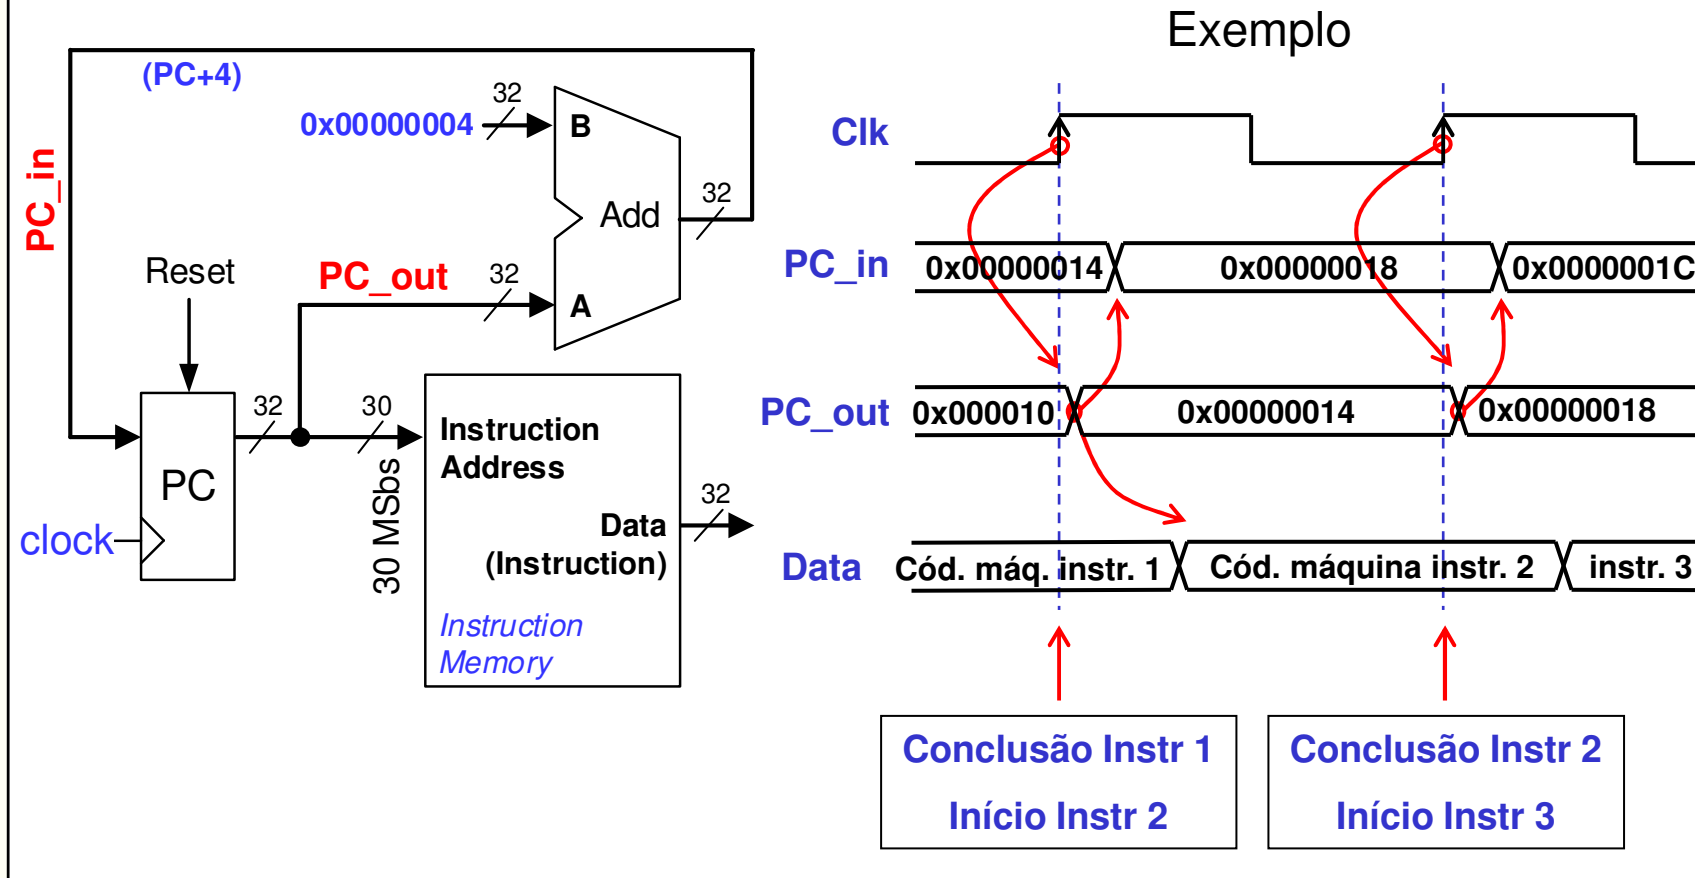 Exemplo
(PC+4)
32
0x00000004
B
PC_in
Add
32
Reset
PC_out
32
A
32
30
Instruction
Address
PC
30 MSbs
32
Data
(Instruction)
clock
Instruction
Memory
Clk
PC_in
0x00000014
0x00000018
0x0000001C
PC_out
0x000010
0x00000014
0x00000018
Data
Cód. máq. instr. 1
Cód. máquina instr. 2
instr. 3
Conclusão Instr 1
Início Instr 2
Conclusão Instr 2
Início Instr 3